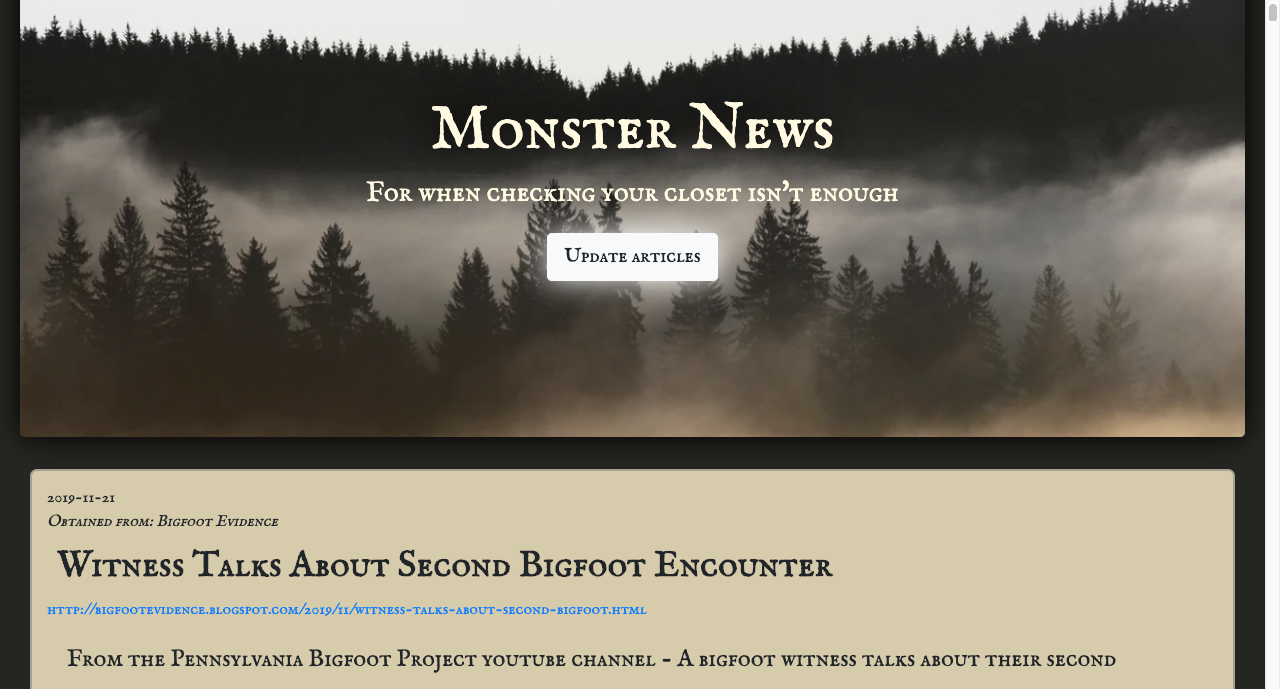 Monster News
For when checking your closet isn't enough
Update articles
2019-11-21
Obtained from: Bigfoot Evidence
Witness Talks About Second Bigfoot Encounter
http://bigfootevidence.blogspot.com/2019/11/witness-talks-about-second-bigfoot.html
From the Pennsylvania Bigfoot Project youtube channel - A bigfoot witness talks about their second